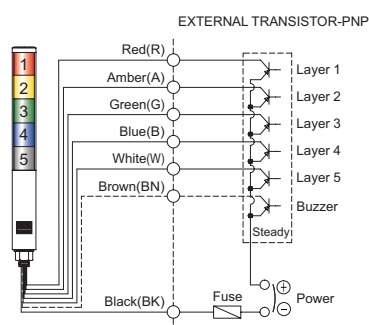 EXTERNAL TRANSISTOR-PNP
Red(R)
Layer 1
Amber(A)
Layer 2
Green(G)
Layer 3
Blue(B)
Layer 4
White(W)
Layer 5
Brown(BN)
Buzzer
Steady
1
2
3
4
5
Black(BK)
Fuse
+
Power
−